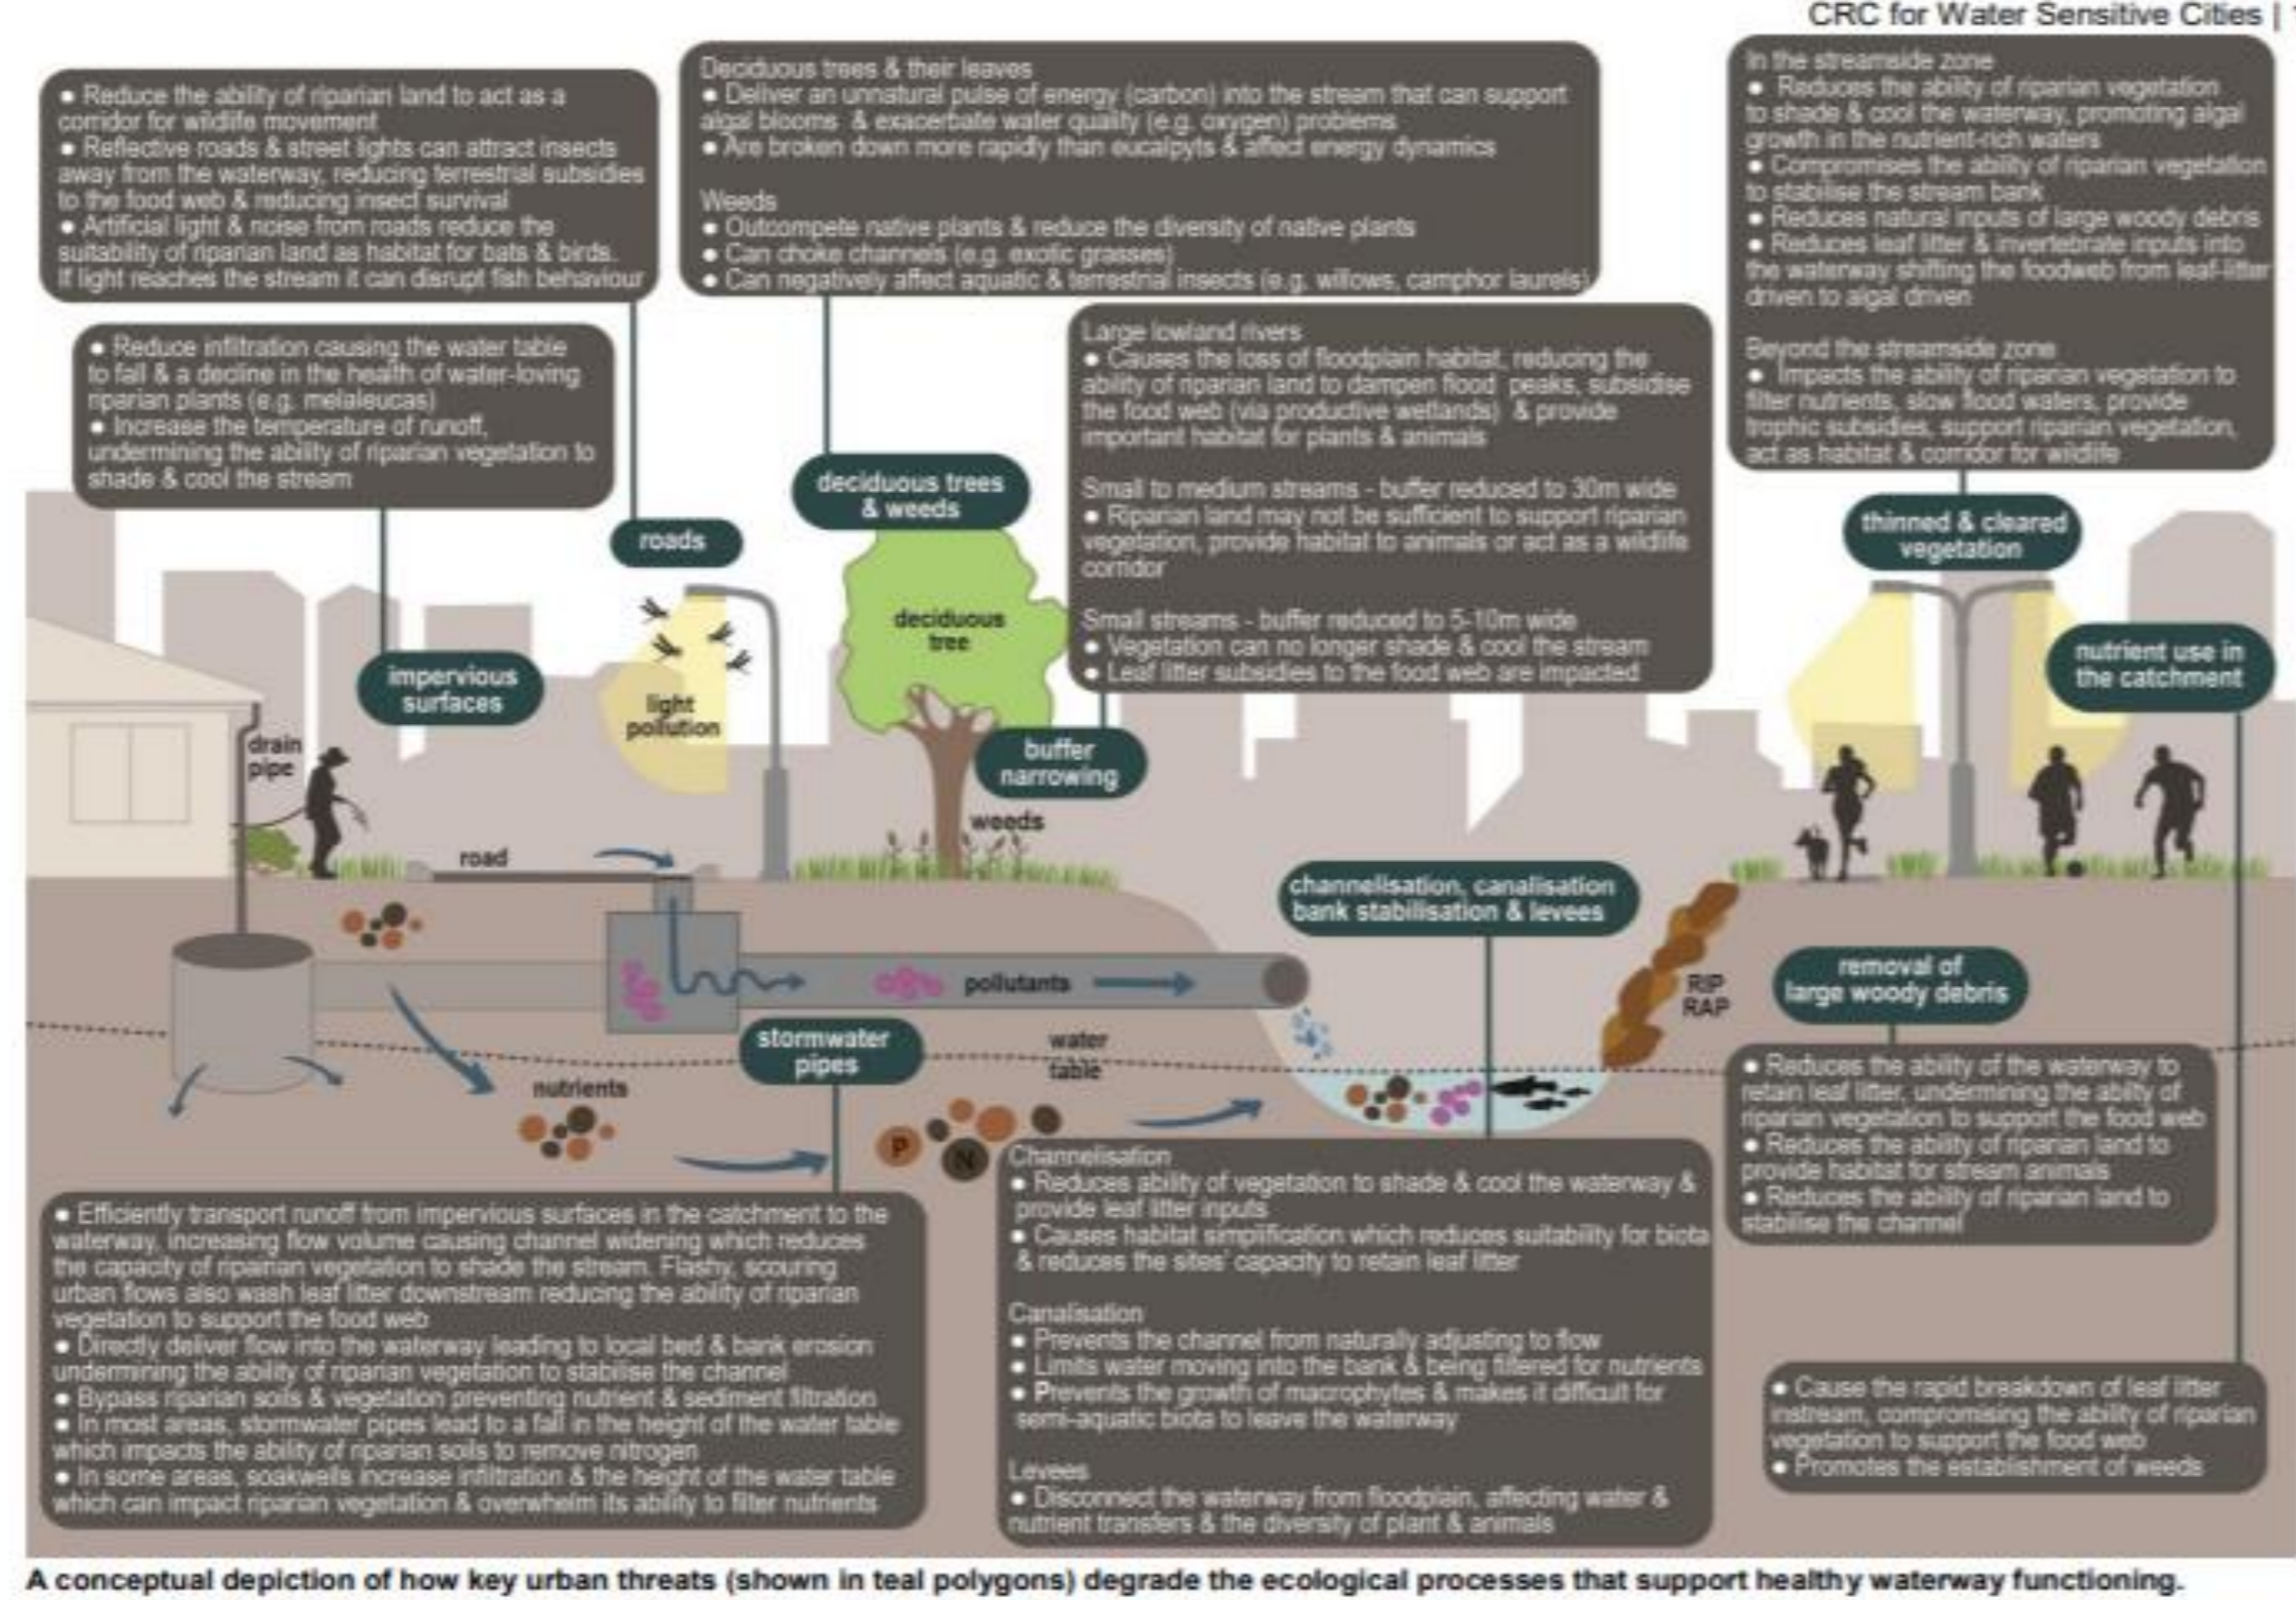 CRC for Water Sensitive Cities |
● Reduce the ability of riparian land to act as a
corridor for wildlife movement
● Reflective roads & street lights can attract insects
away from the waterway, reducing terrestrial subsidies
to the food web & reducing insect survival
● Artificial light & noise from roads reduce the
suitability of riparian land as habitat for bats & birds.
If light reaches the stream it can disrupt fish behaviour
Deciduous trees & their leaves
● Deliver an unnatural pulse of energy (carbon) into the stream that can support
algal blooms & exacerbate water quality (e.g. oxygen) problems
● Are broken down more rapidly than eucalpyts & affect energy dynamics
Weeds
● Outcompete native plants & reduce the diversity of native plants
● Can choke channels (e.g. exotic grasses)
● Can negatively affect aquatic & terrestrial insects (e.g. willows, camphor laurels)
In the streamside zone
● Reduces the ability of riparian vegetation
to shade & cool the waterway, promoting algal
growth in the nutrient-rich waters
● Compromises the ability of riparian vegetation
to stabilise the stream bank
● Reduces natural inputs of large woody debris
● Reduces leaf litter & invertebrate inputs into
the waterway shifting the foodweb from leaf-litter
driven to algal driven
Beyond the streamside zone
● Impacts the ability of riparian vegetation to
filter nutrients, slow flood waters, provide
trophic subsidies, support riparian vegetation,
act as habitat & corridor for wildlife
● Reduce infiltration causing the water table
to fall & a decline in the health of water-loving
riparian plants (e.g. melaleucas)
● Increase the temperature of runoff,
undermining the ability of riparian vegetation to
shade & cool the stream
Large lowland rivers
● Causes the loss of floodplain habitat, reducing the
ability of riparian land to dampen flood peaks, subsidise
the food web (via productive wetlands) & provide
important habitat for plants & animals
Small to medium streams - buffer reduced to 30m wide
● Riparian land may not be sufficient to support riparian
vegetation, provide habitat to animals or act as a wildlife
corridor
Small streams - buffer reduced to 5-10m wide
● Vegetation can no longer shade & cool the stream
● Leaf litter subsidies to the food web are impacted
deciduous trees
& weeds
roads
thinned & cleared
vegetation
deciduous
tree
impervious
surfaces
nutrient use in
the catchment
light
pollution
drain
pipe
buffer
narrowing
weeds
road
channelisation, canalisation
bank stabilisation & levees
pollutants
RIP
RAP
removal of
large woody debris
stormwater
pipes
water
table
nutrients
P
N
● Reduces the ability of the waterway to
retain leaf litter, undermining the abilty of
riparian vegetation to support the food web
● Reduces the ability of riparian land to
provide habitat for stream animals
● Reduces the ability of riparian land to
stabilise the channel
● Efficiently transport runoff from impervious surfaces in the catchment to the
waterway, increasing flow volume causing channel widening which reduces
the capacity of ripairian vegetation to shade the stream. Flashy, scouring
urban flows also wash leaf litter downstream reducing the ability of riparian
vegetation to support the food web
● Directly deliver flow into the waterway leading to local bed & bank erosion
undermining the ability of riparian vegetation to stabilise the channel
● Bypass riparian soils & vegetation preventing nutrient & sediment filtration
● In most areas, stormwater pipes lead to a fall in the height of the water table
which impacts the ability of riparian soils to remove nitrogen
● In some areas, soakwells increase infiltration & the height of the water table
which can impact riparian vegetation & overwhelm its ability to filter nutrients
Channelisation
● Reduces ability of vegetation to shade & cool the waterway &
provide leaf litter inputs
● Causes habitat simplification which reduces suitability for biota
& reduces the sites' capacity to retain leaf litter
Canalisation
● Prevents the channel from naturally adjusting to flow
● Limits water moving into the bank & being filtered for nutrients
● Prevents the growth of macrophytes & makes it difficult for
semi-aquatic biota to leave the waterway
Levees
● Disconnect the waterway from floodplain, affecting water &
nutrient transfers & the diversity of plant & animals
● Cause the rapid breakdown of leaf litter
instream, compromising the ability of riparian
vegetation to support the food web
● Promotes the establishment of weeds
A conceptual depiction of how key urban threats (shown in teal polygons) degrade the ecological processes that support healthy waterway functioning.